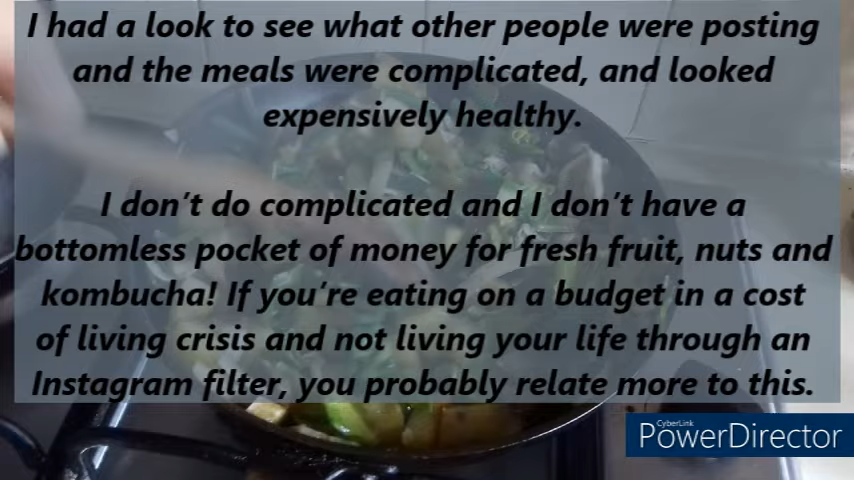 I had a look to see what other people were posting
and the meals were complicated, and looked
expensively healthy.
I don't do complicated and I don't have a
bottomless pocket of money for fresh fruit, nuts and
kombucha! If you're eating on a budget in a cost
of living crisis and not living your life through an
Instagram filter, you probably relate more to this.
CyberLink
PowerDirector